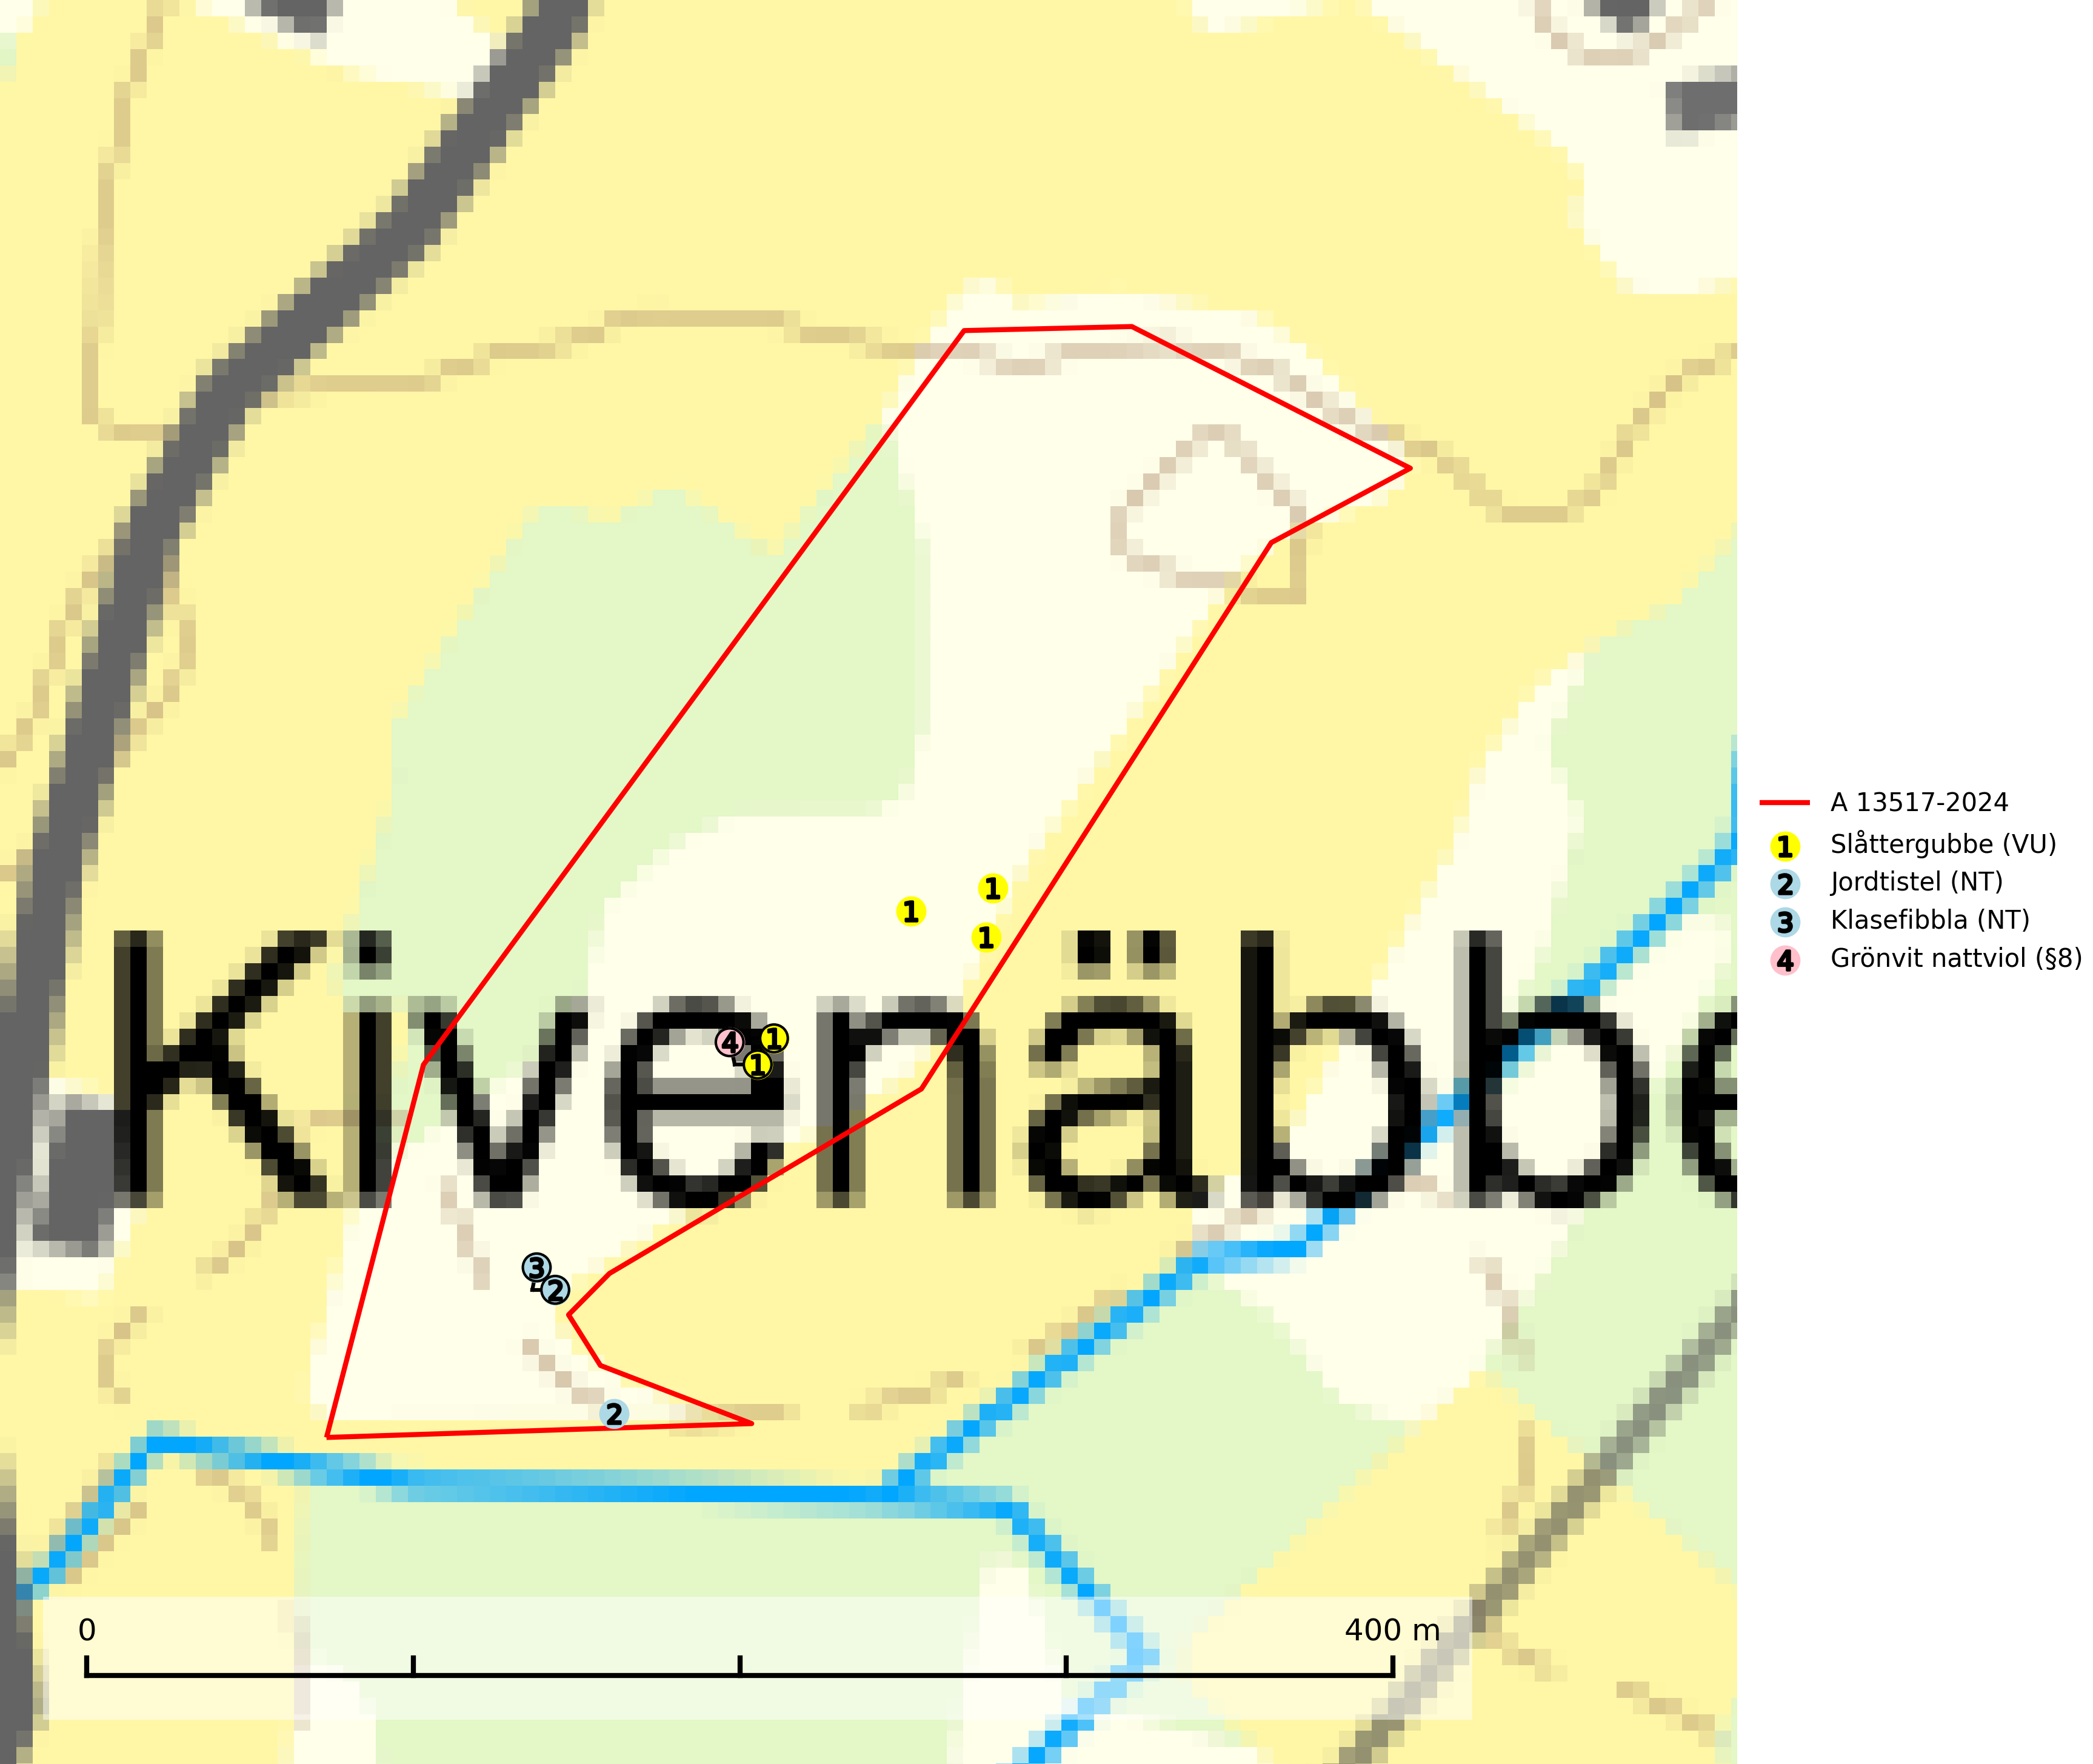 1
1
1
Kivenäbbe
4 1
1
3
2
2
0 400 m
A 13517-2024
1 Slåttergubbe (VU)
2 Jordtistel (NT)
3 Klasefibbla (NT)
4 Grönvit nattviol (§8)